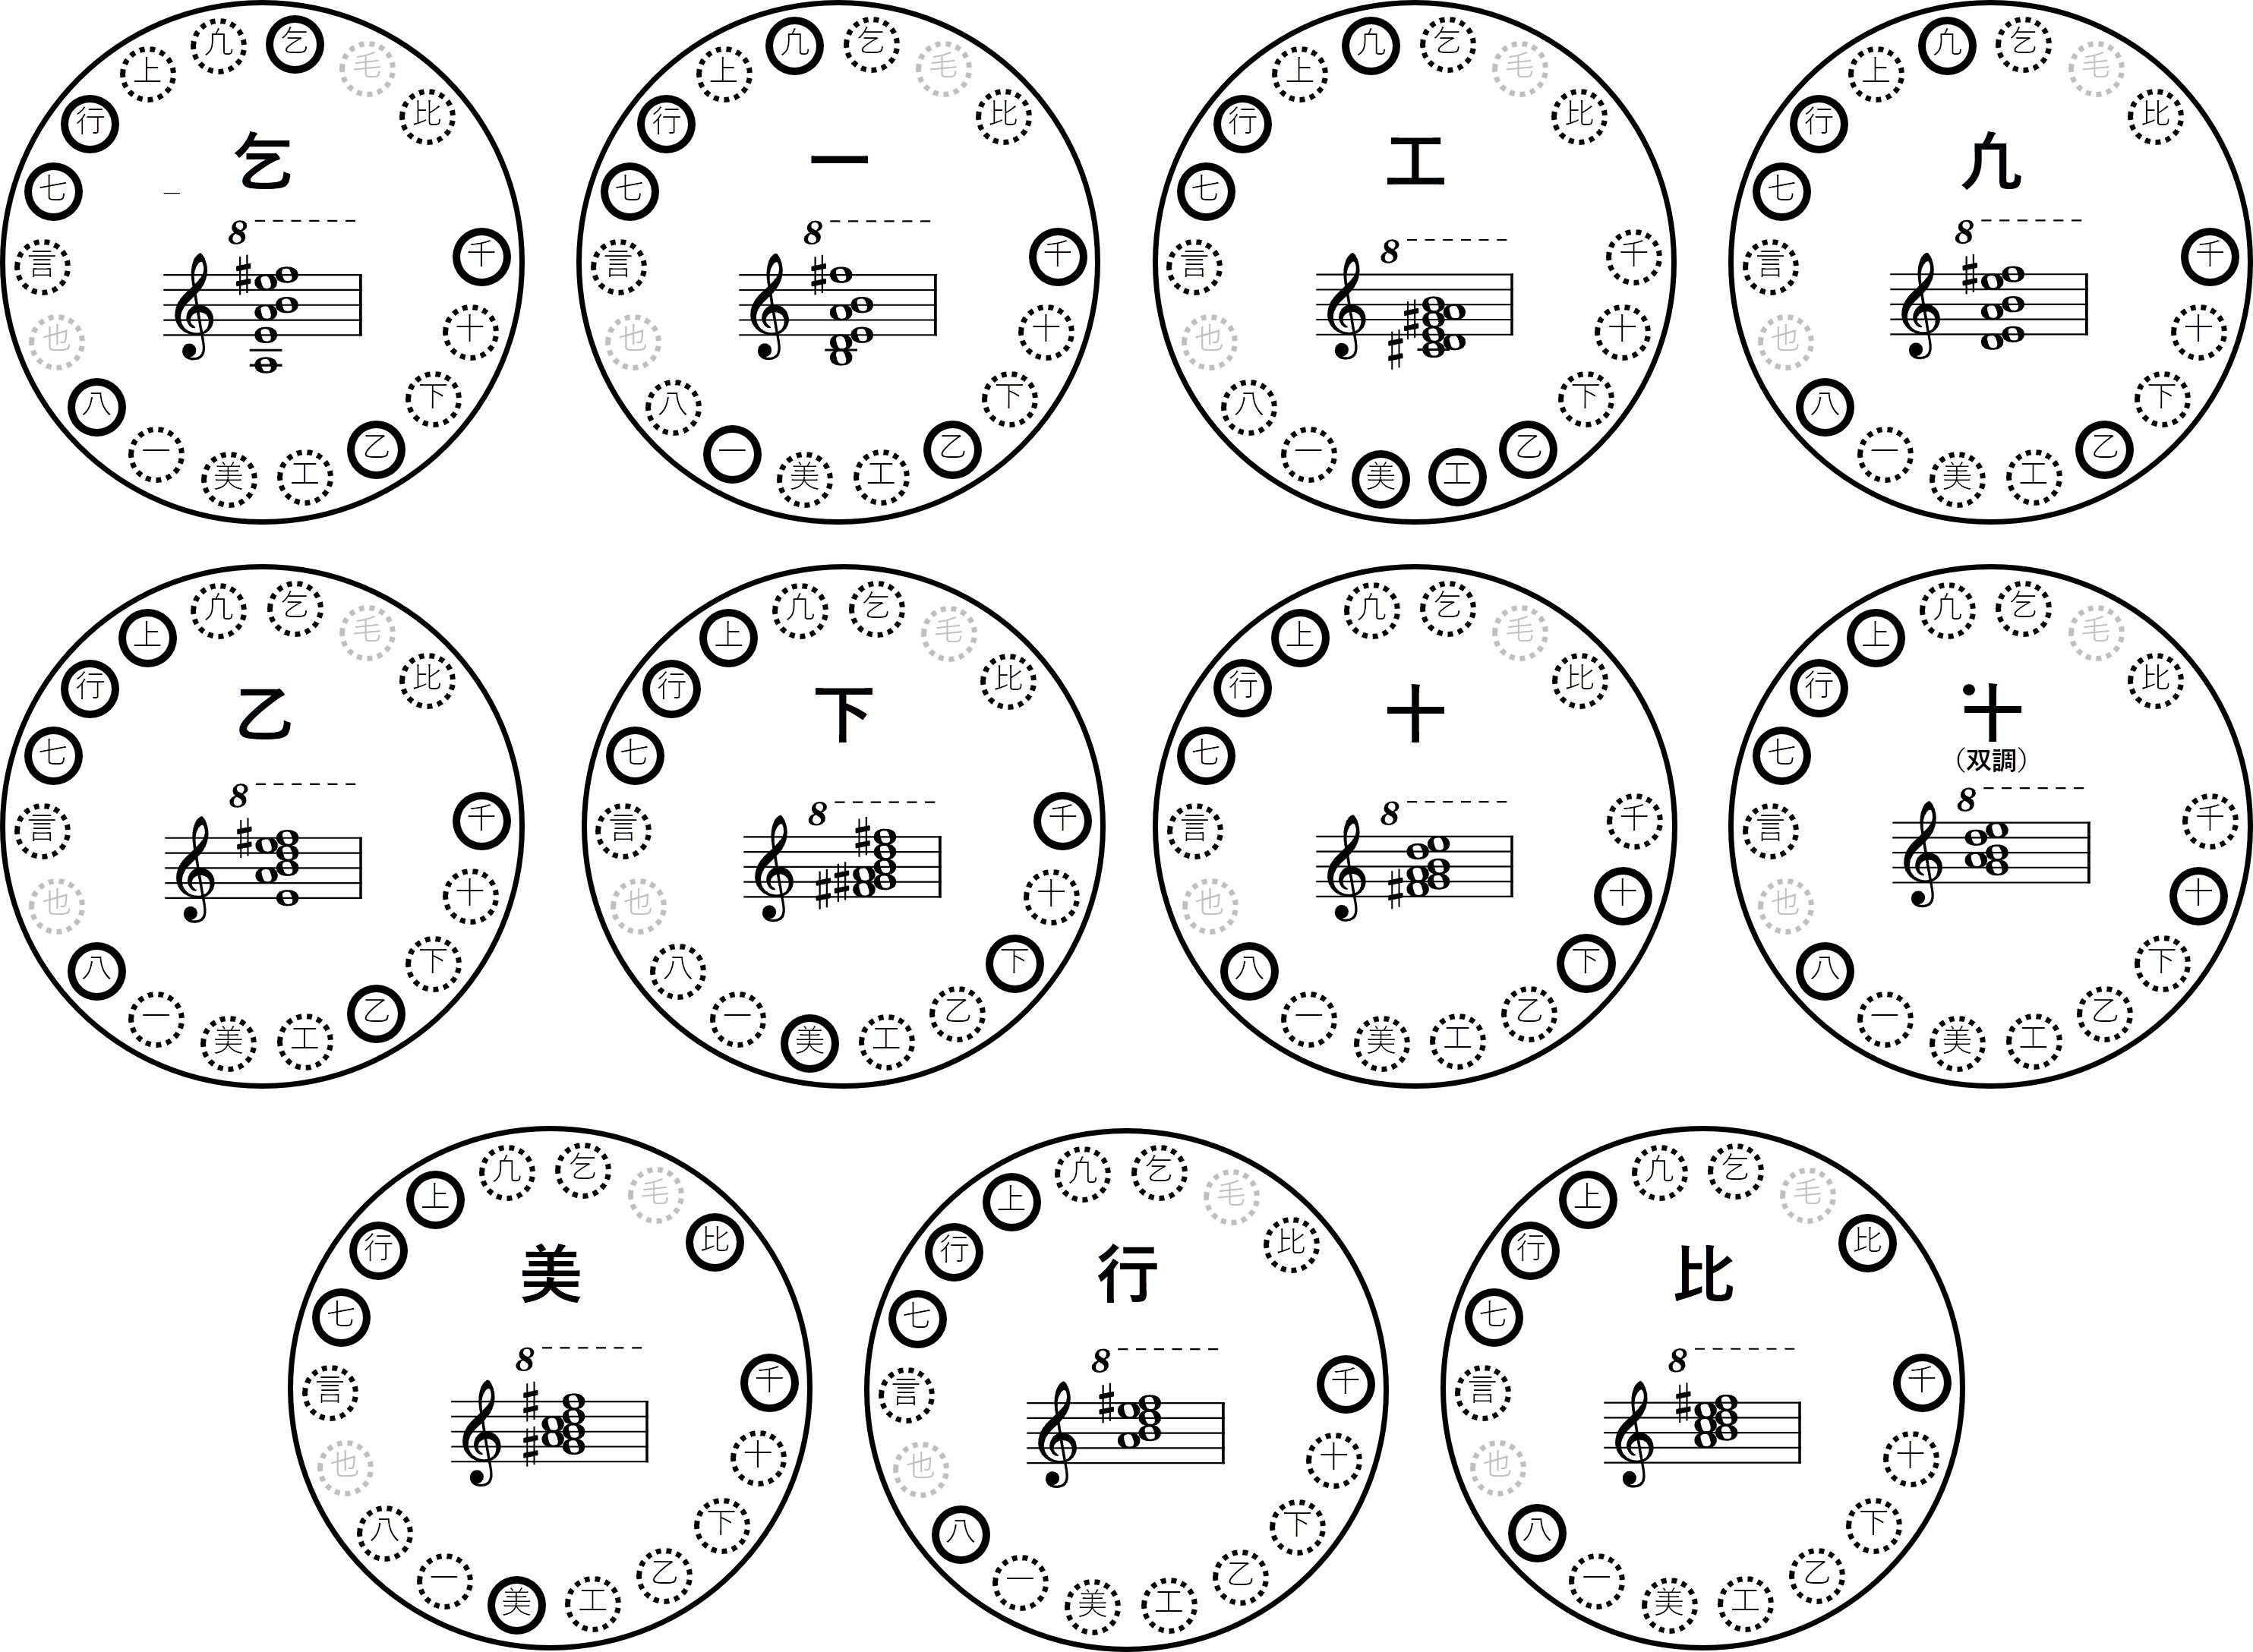 乞
8
乞 毛 比 千 十 下 乙 工 美 一 八 也 言 七 行 上 凢
一
8
乞 毛 比 千 十 下 乙 工 美 一 八 也 言 七 行 上 凢
工
8
乞 毛 比 千 十 下 乙 工 美 一 八 也 言 七 行 上 凢
凢
8
乞 毛 比 千 十 下 乙 工 美 一 八 也 言 七 行 上 凢
乙
8
乞 毛 比 千 十 下 乙 工 美 一 八 也 言 七 行 上 凢
下
8
乞 毛 比 千 十 下 乙 工 美 一 八 也 言 七 行 上 凢
十
8
乞 毛 比 千 十 下 乙 工 美 一 八 也 言 七 行 上 凢
十
（双調）
8
乞 毛 比 千 十 下 乙 工 美 一 八 也 言 七 行 上 凢
美
8
乞 毛 比 千 十 下 乙 工 美 一 八 也 言 七 行 上 凢
行
8
乞 毛 比 千 十 下 乙 工 美 一 八 也 言 七 行 上 凢
比
8
乞 毛 比 千 十 下 乙 工 美 一 八 也 言 七 行 上 凢